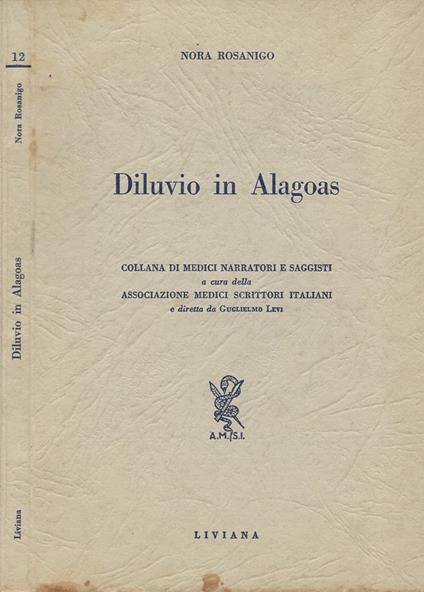 12
Nora Rosanigo
Diluvio in Alagoas
Liviana
NORA ROSANIGO
Diluvio in Alagoas
COLLANA DI MEDICI NARRATORI E SAGGISTI
a cura della
ASSOCIAZIONE MEDICI SCRITTORI ITALIANI
e diretta da GUGLIELMO LEVI
A.M.S.I.
LIVIANA